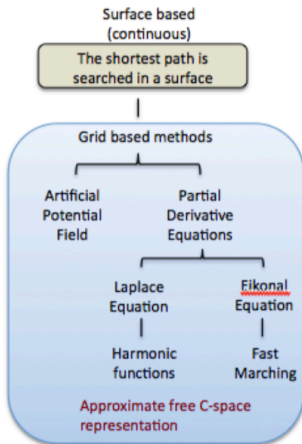 Surface based
(continuous)
The shortest path is
searched in a surface
Grid based methods
Artificial
Potential
Field
Partial
Derivative
Equations
Laplace
Equation
Eikonal
Equation
Harmonic
functions
Fast
Marching
Approximate free C-space
representation